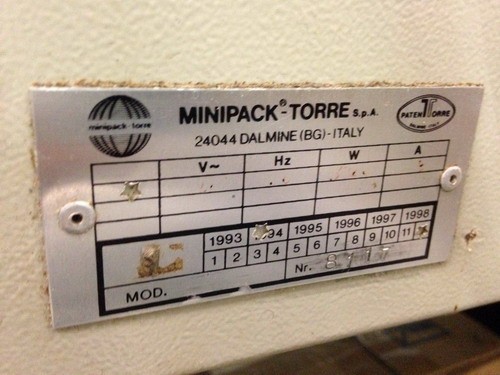 minipack-torre
MINIPACK®-TORRE S.p.A.
PATENT TORRE
24044 DALMINE (BG) - ITALY
V~ Hz W A
1993 1995 1996 1997 1998
1 2 3 4 5 6 7 8 9 10 11
Nr.
MOD.